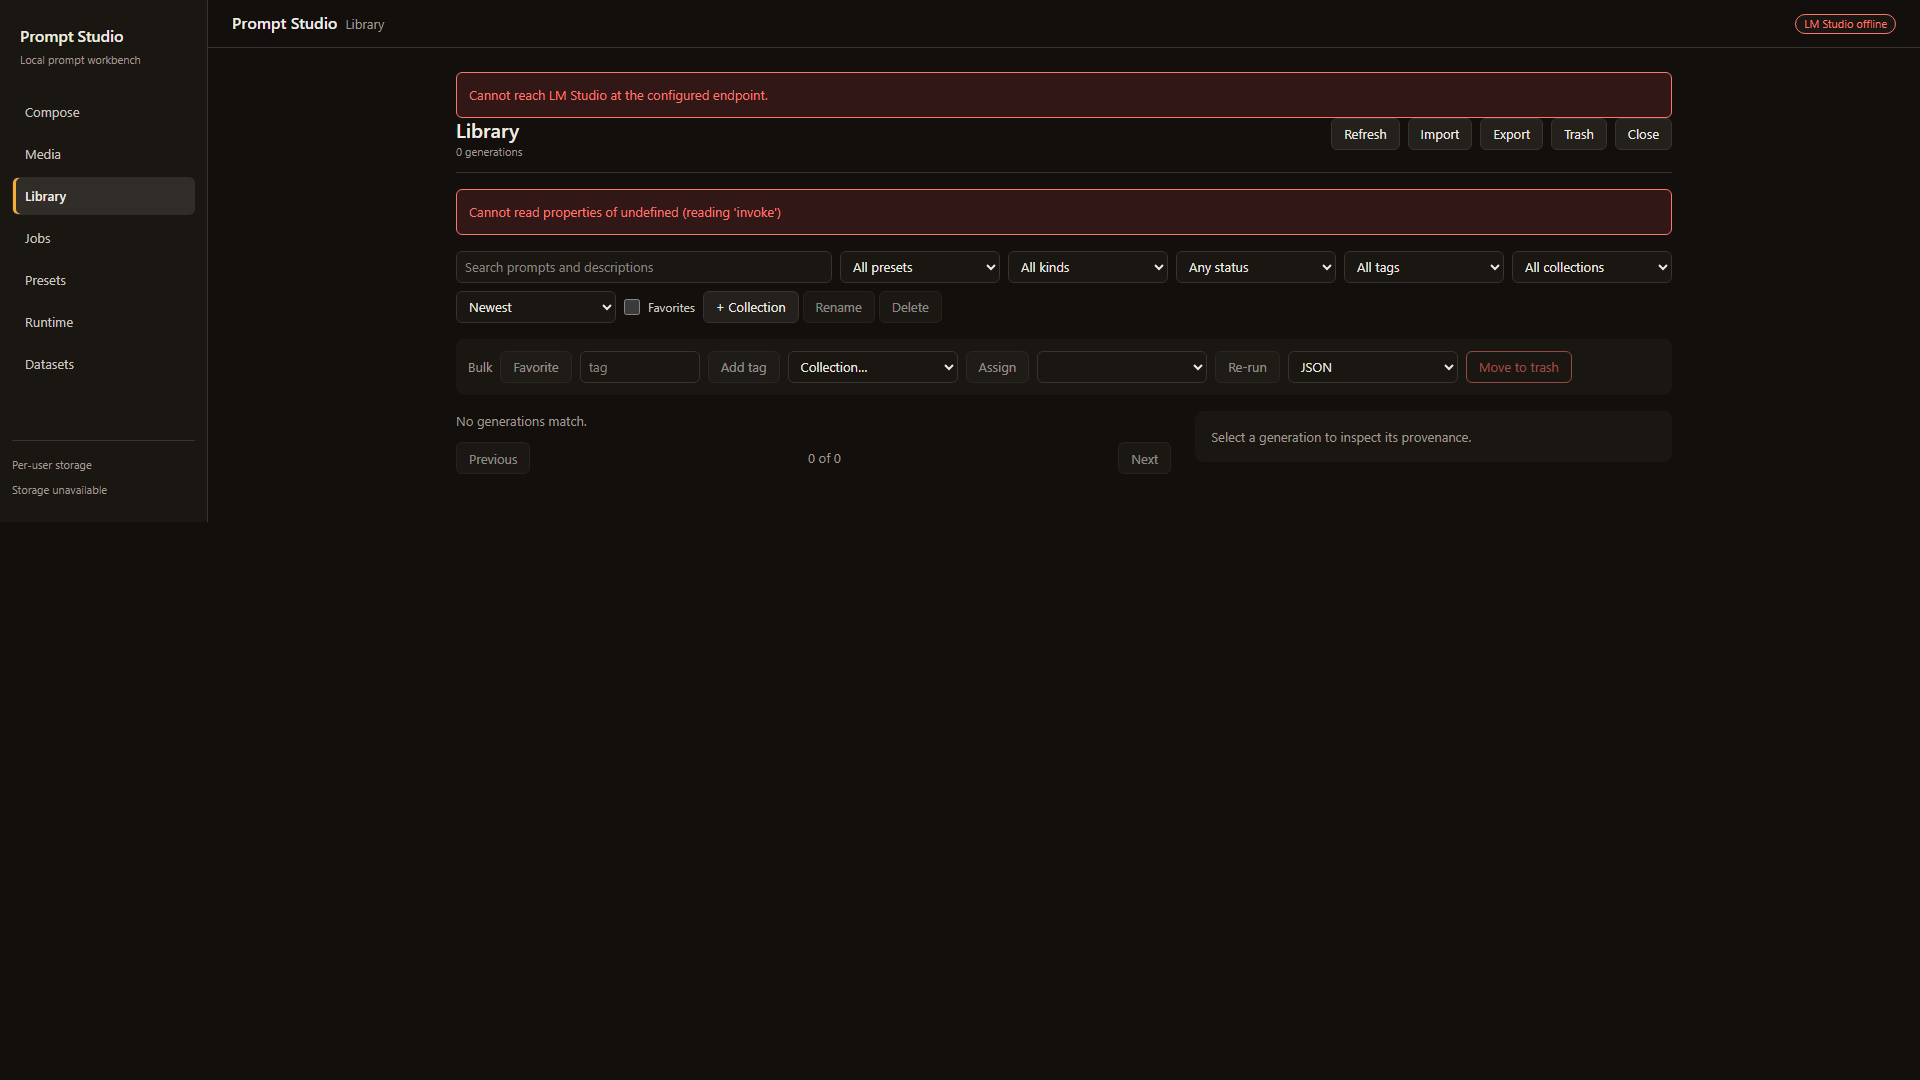 Prompt Studio
Local prompt workbench
Compose
Media
Library
Jobs
Presets
Runtime
Datasets
Per-user storage
Storage unavailable
Prompt Studio Library
LM Studio offline
Cannot reach LM Studio at the configured endpoint.
Library
0 generations
Refresh Import Export Trash Close
Cannot read properties of undefined (reading 'invoke')
Search prompts and descriptions All presets All kinds Any status All tags All collections
Newest Favorites + Collection Rename Delete
Bulk Favorite tag Add tag Collection... Assign Re-run JSON Move to trash
No generations match.
Previous 0 of 0 Next
Select a generation to inspect its provenance.